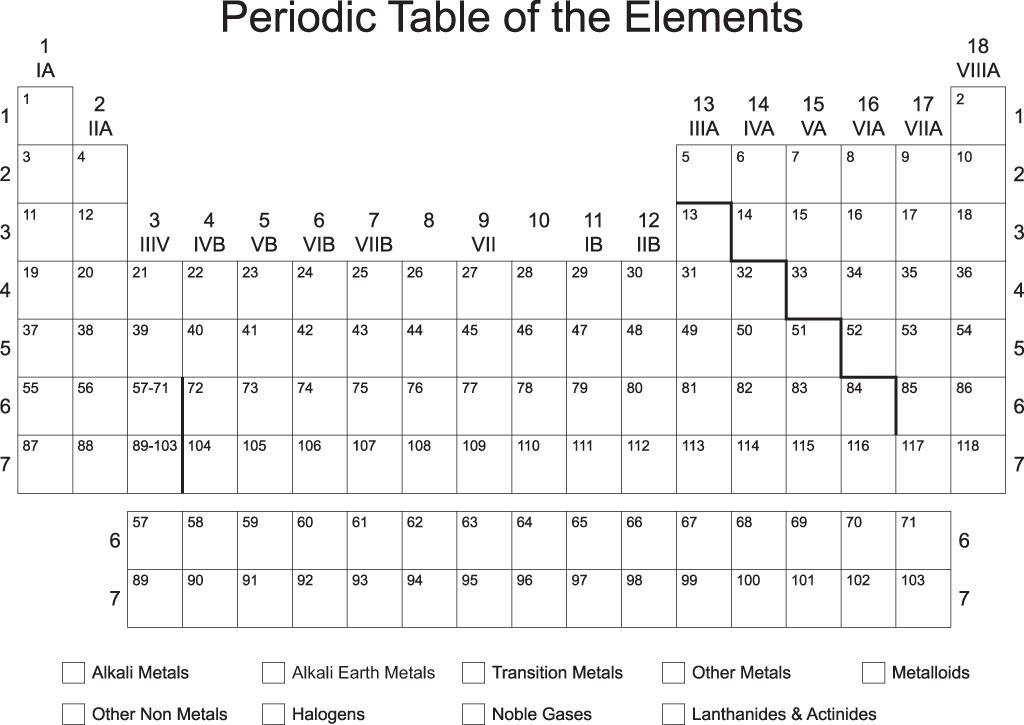 Periodic Table of the Elements
1 18
IA VIIIA
1 2
1 2 13 14 15 16 17 1
IIA IIIA IVA VA VIA VIIA
3 4 5 6 7 8 9 10
2 2
11 12 13 14 15 16 17 18
3 3 4 5 6 7 8 9 10 11 12 3
IIIV IVB VB VIB VIIB VII IB IIB
19 20 21 22 23 24 25 26 27 28 29 30 31 32 33 34 35 36
4 4
37 38 39 40 41 42 43 44 45 46 47 48 49 50 51 52 53 54
5 5
55 56 57-71 72 73 74 75 76 77 78 79 80 81 82 83 84 85 86
6 6
87 88 89-103 104 105 106 107 108 109 110 111 112 113 114 115 116 117 118
7 7
57 58 59 60 61 62 63 64 65 66 67 68 69 70 71
6 6
89 90 91 92 93 94 95 96 97 98 99 100 101 102 103
7 7
Alkali Metals Alkali Earth Metals Transition Metals Other Metals Metalloids
Other Non Metals Halogens Noble Gases Lanthanides & Actinides